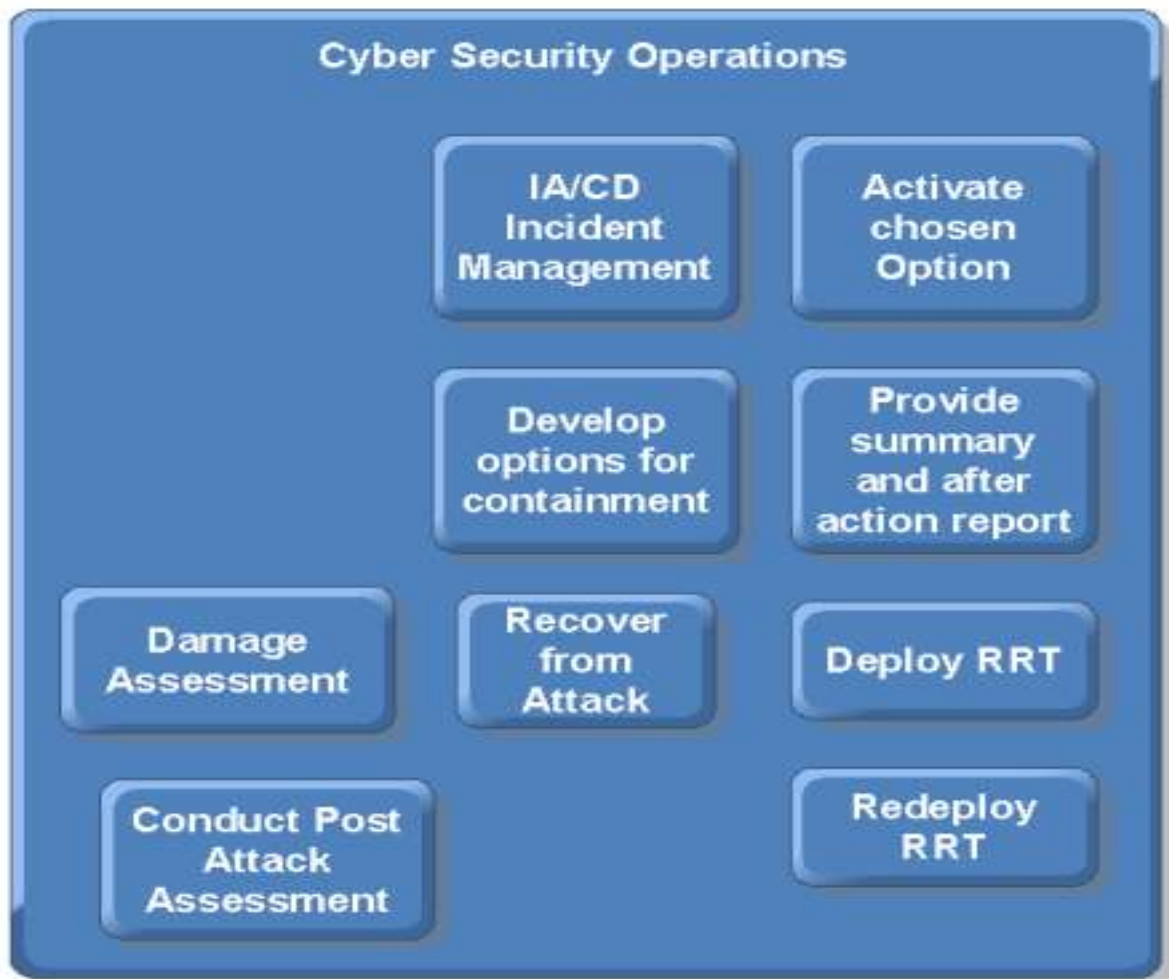 Cyber Security Operations
IA/CD
Incident
Management
Activate
chosen
Option
Develop
options for
containment
Provide
summary
and after
action report
Damage
Assessment
Recover
from
Attack
Deploy RRT
Conduct Post
Attack
Assessment
Redeploy
RRT